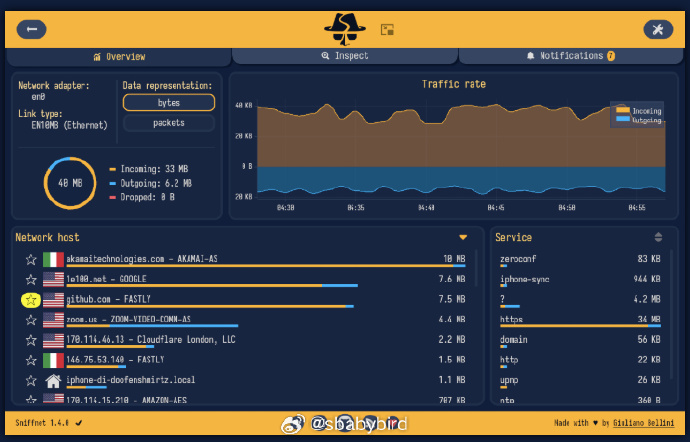 Overview
Inspect
Notifications 7
Network adapter:
en0
Link type:
EN10MB (Ethernet)
Data representation:
bytes
packets
40 MB
Incoming: 33 MB
Outgoing: 6.2 MB
Dropped: 0 B
Traffic rate
40 KB
20 KB
0 B
20 KB
Incoming
Outgoing
04:30
04:35
04:40
04:45
04:50
04:55
Network host
akamaitechnologies.com - AKAMAI-AS
10 MB
1e100.net - GOOGLE
7.6 MB
github.com - FASTLY
7.5 MB
zoom.us - ZOOM-VIDEO-COMM-AS
4.4 MB
170.114.46.13 - Cloudflare london, LLC
2.2 MB
146.75.53.140 - FASTLY
1.5 MB
iphone-di-doofenshmirtz.local
1.1 MB
170.114.15.210 - AMAZON-AES
707 KB
Service
zeroconf
83 KB
iphone-sync
944 KB
?
4.2 MB
https
34 MB
domain
56 KB
http
22 KB
upnp
26 KB
ntp
360 B
Sniffnet 1.4.0
@sbabybird
Made with ♥ by Giuliano Bellini